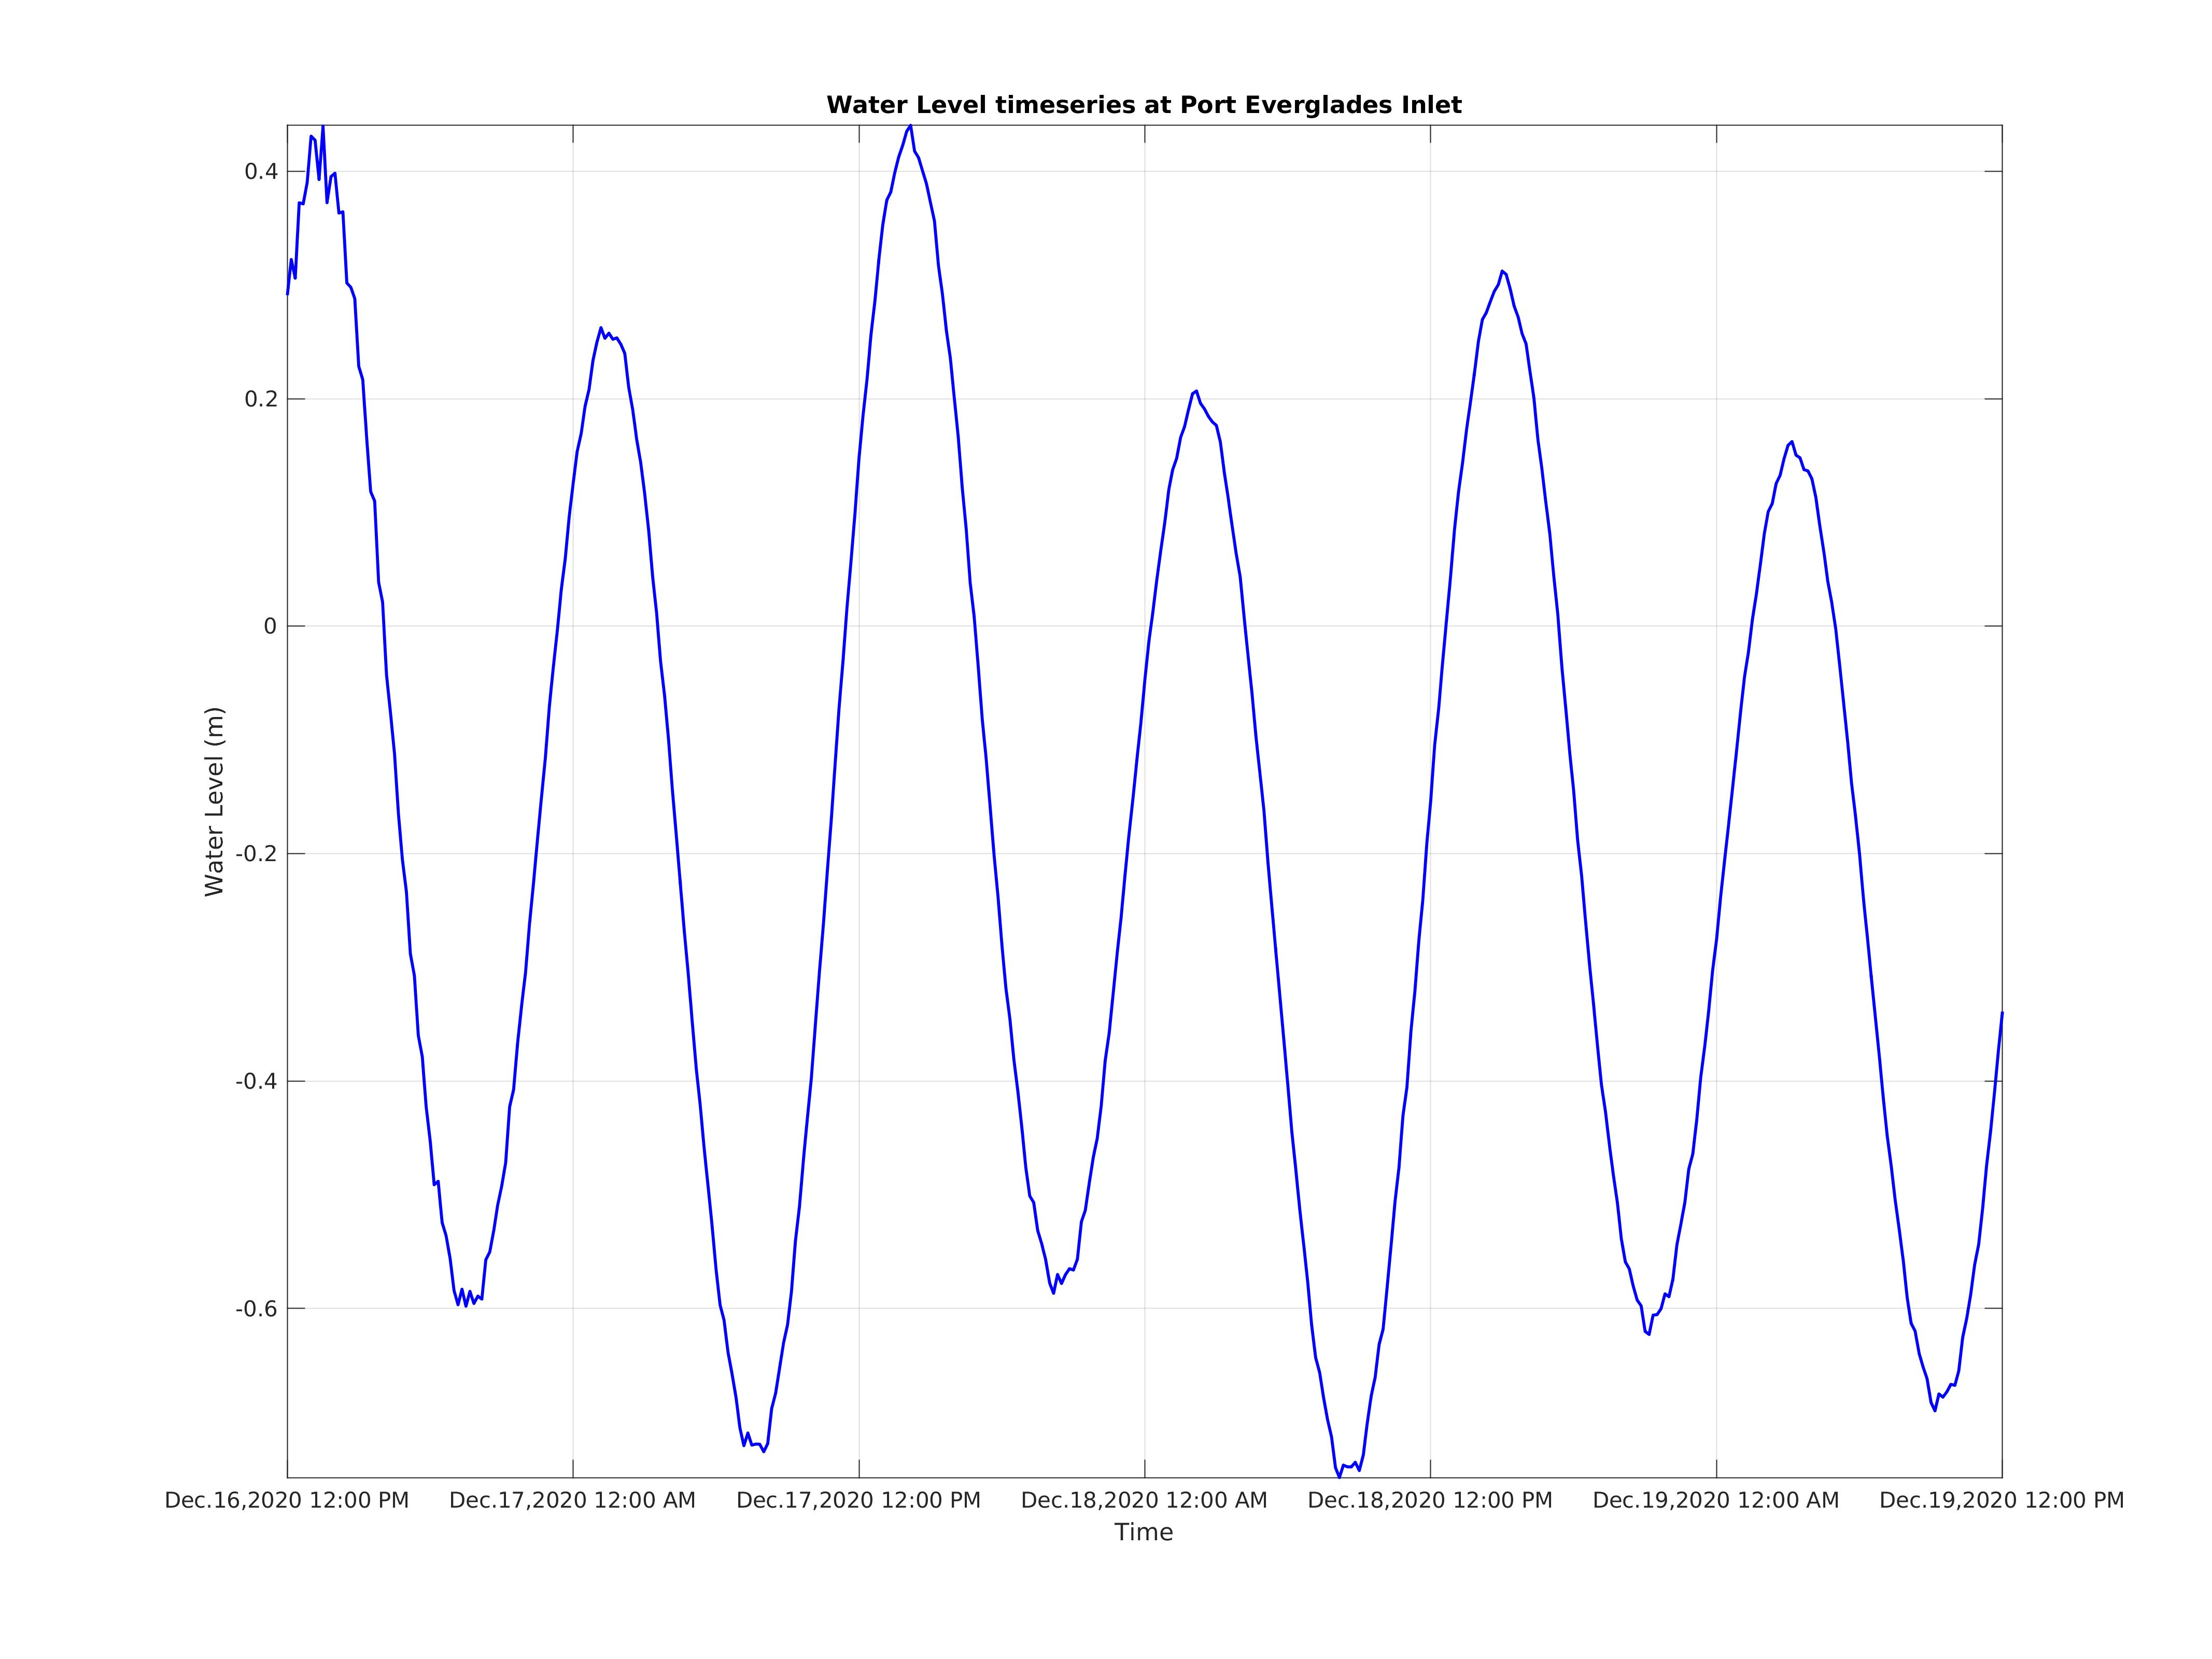 Water Level timeseries at Port Everglades Inlet
0.4
0.2
0
-0.2
-0.4
-0.6
Water Level (m)
Dec.16,2020 12:00 PM Dec.17,2020 12:00 AM Dec.17,2020 12:00 PM Dec.18,2020 12:00 AM Dec.18,2020 12:00 PM Dec.19,2020 12:00 AM Dec.19,2020 12:00 PM
Time